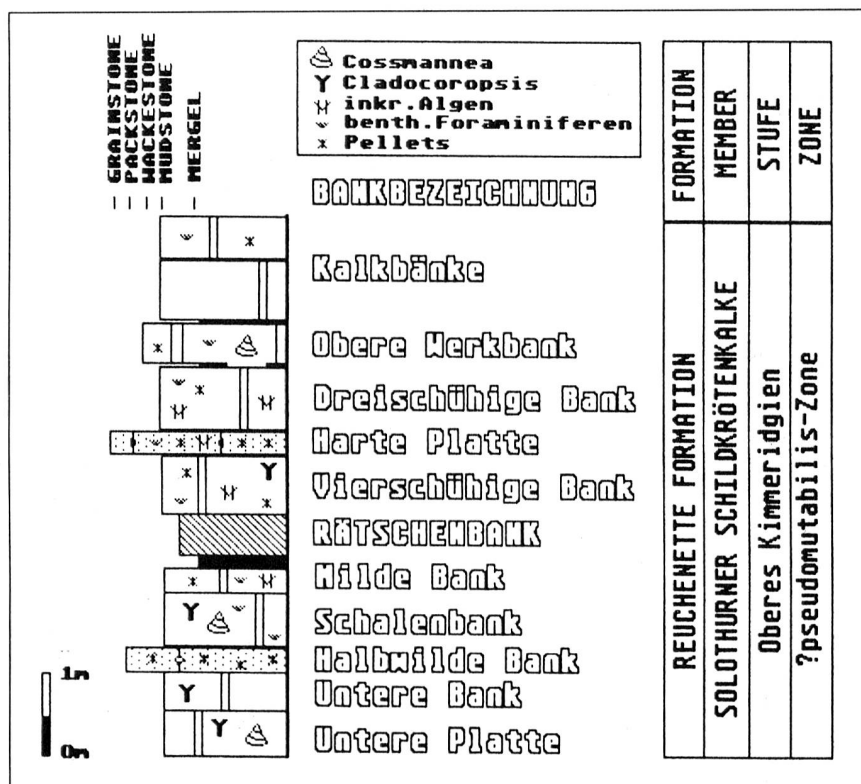 GRAINSTONE
PACKSTONE
WACKESTONE
MUDSTONE
MERGEL
Cossmannea
Cladocoropsis
inkr.Algen
benth.Foraminiferen
Pellets
BANKBEZEICHNUNG
FORMATION
MEMBER
STUFE
ZONE
Kalkbänke
Obere Werkbank
Dreischühige Bank
Harte Platte
Vierschühige Bank
RÄTSCHENBANK
Milde Bank
Schalenbank
Halbwilde Bank
Untere Bank
Untere Platte
1m
0m
REUCHENETTE FORMATION
SOLOTHURNER SCHILDKRÖTENKALKE
Oberes Kimmeridgien
?pseudomutabilis-Zone